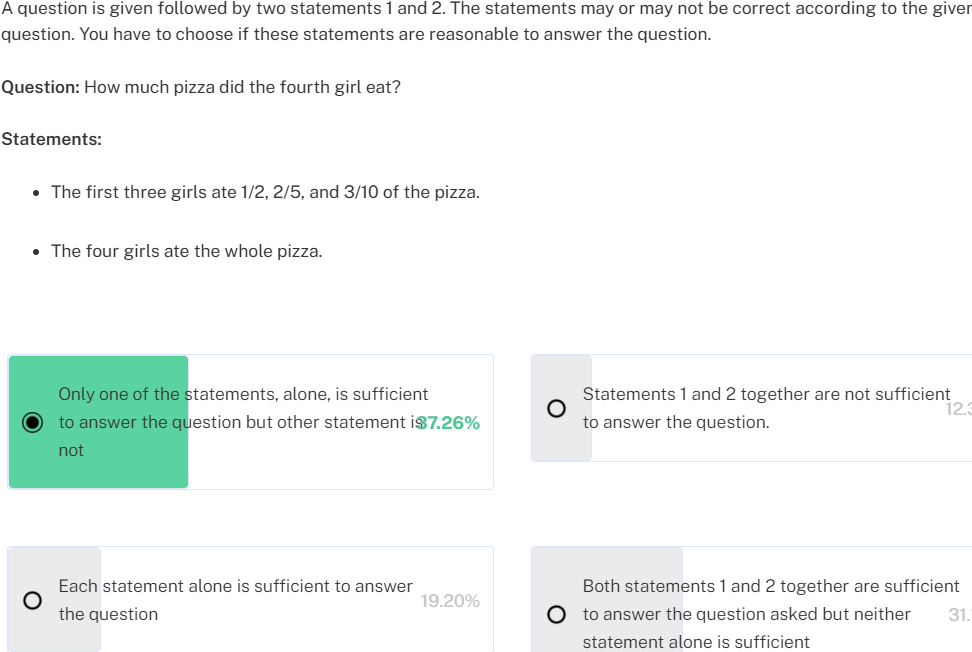 A question is given followed by two statements 1 and 2. The statements may or may not be correct according to the given
question. You have to choose if these statements are reasonable to answer the question.
Question: How much pizza did the fourth girl eat?
Statements:
• The first three girls ate 1/2, 2/5, and 3/10 of the pizza.
• The four girls ate the whole pizza.
Only one of the statements, alone, is sufficient
to answer the question but other statement is
not
37.26%
Statements 1 and 2 together are not sufficient
to answer the question.
12.3
Each statement alone is sufficient to answer
the question
19.20%
Both statements 1 and 2 together are sufficient
to answer the question asked but neither
statement alone is sufficient
31.